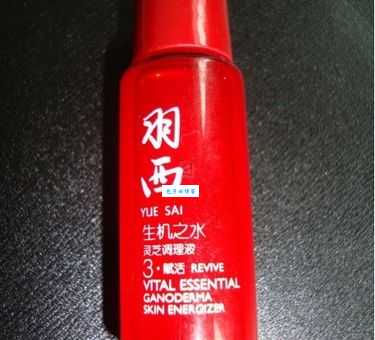 羽
西
YUE SAI
生机之水
灵芝调理液
3·赋活 REVIVE
VITAL ESSENTIAL
GANODERMA
SKIN ENERGIZER